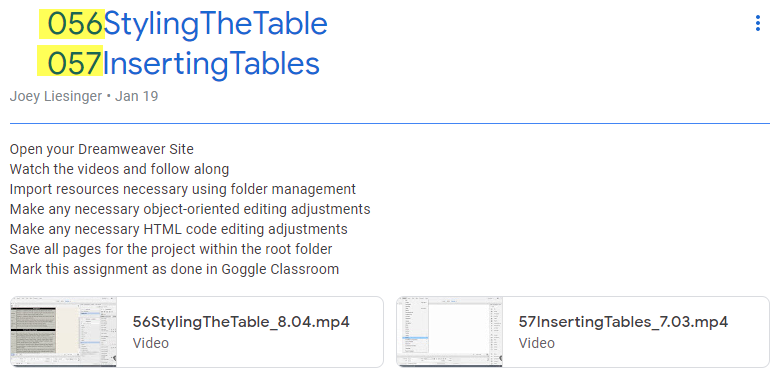 056StylingTheTable
057InsertingTables
Joey Liesinger • Jan 19
Open your Dreamweaver Site
Watch the videos and follow along
Import resources necessary using folder management
Make any necessary object-oriented editing adjustments
Make any necessary HTML code editing adjustments
Save all pages for the project within the root folder
Mark this assignment as done in Goggle Classroom
56StylingTheTable_8.04.mp4
Video
57InsertingTables_7.03.mp4
Video